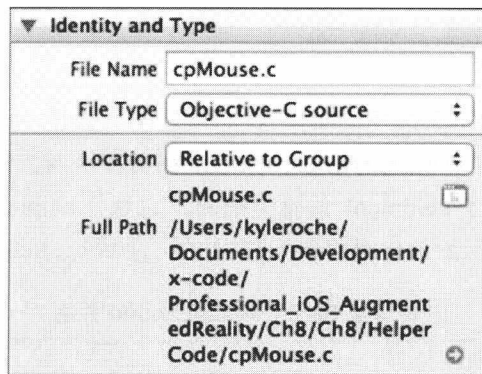 Identity and Type
File Name cpMouse.c
File Type Objective-C source
Location Relative to Group
cpMouse.c
Full Path /Users/kyleroche/
Documents/Development/
x-code/
Professional_iOS_Augment
edReality/Ch8/Ch8/Helper
Code/cpMouse.c